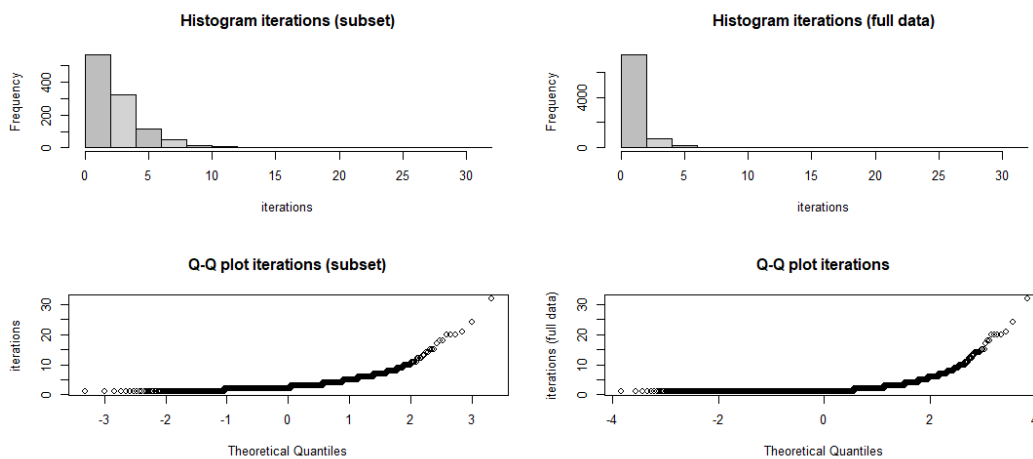 Histogram iterations (subset)
Frequency
0 200 400
0 5 10 15 20 25 30
iterations
Histogram iterations (full data)
Frequency
0 4000
0 5 10 15 20 25 30
iterations
Q-Q plot iterations (subset)
iterations
0 10 20 30
-3 -2 -1 0 1 2 3
Theoretical Quantiles
Q-Q plot iterations
iterations (full data)
0 10 20 30
-4 -2 0 2 4
Theoretical Quantiles